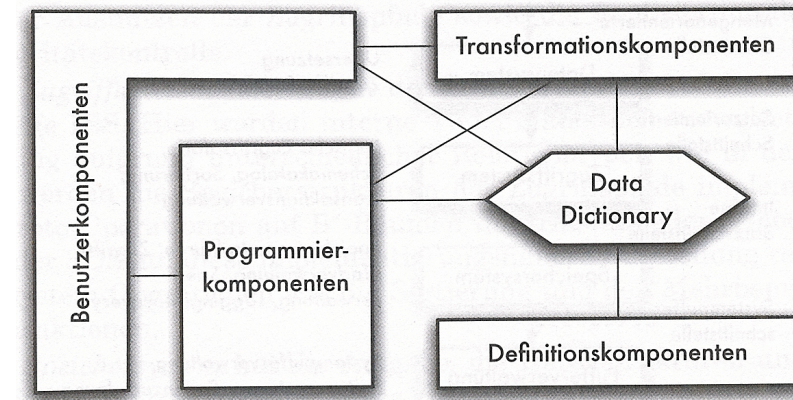 Benutzerkomponenten
Transformationskomponenten
Data
Dictionary
Programmier-
komponenten
Definitionskomponenten